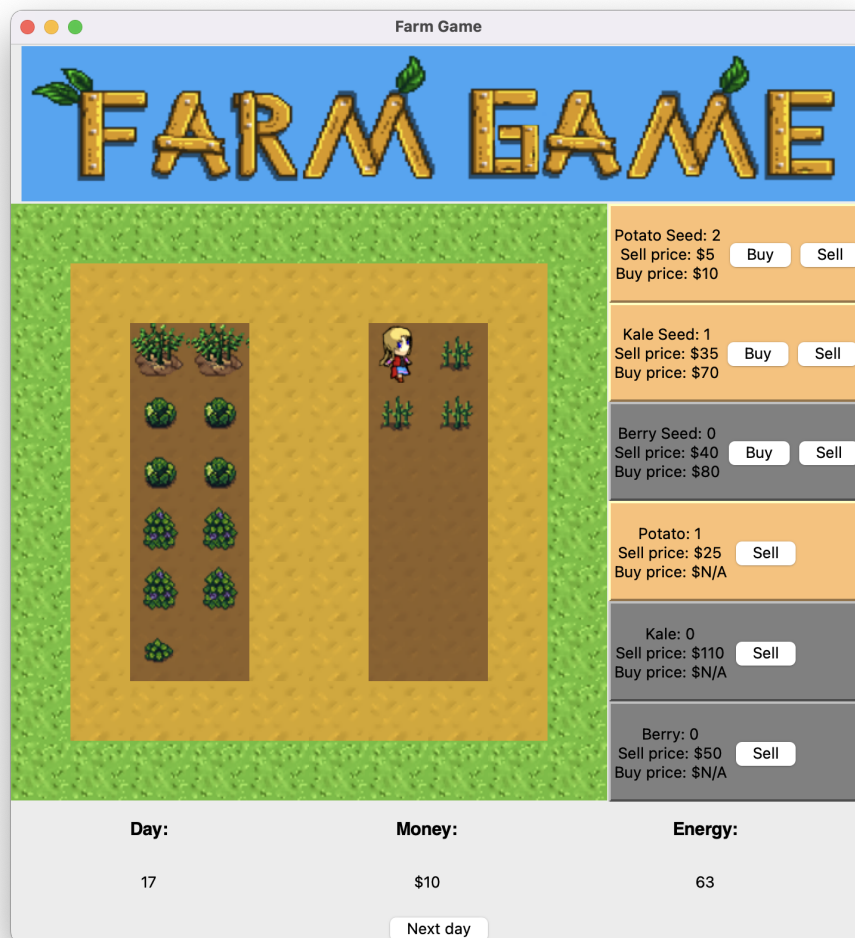 Farm Game
FARM GAME
Potato Seed: 2
Sell price: $5
Buy price: $10
Buy
Sell
Kale Seed: 1
Sell price: $35
Buy price: $70
Buy
Sell
Berry Seed: 0
Sell price: $40
Buy price: $80
Buy
Sell
Potato: 1
Sell price: $25
Buy price: $N/A
Sell
Kale: 0
Sell price: $110
Buy price: $N/A
Sell
Berry: 0
Sell price: $50
Buy price: $N/A
Sell
Day: Money: Energy:
17 $10 63
Next day